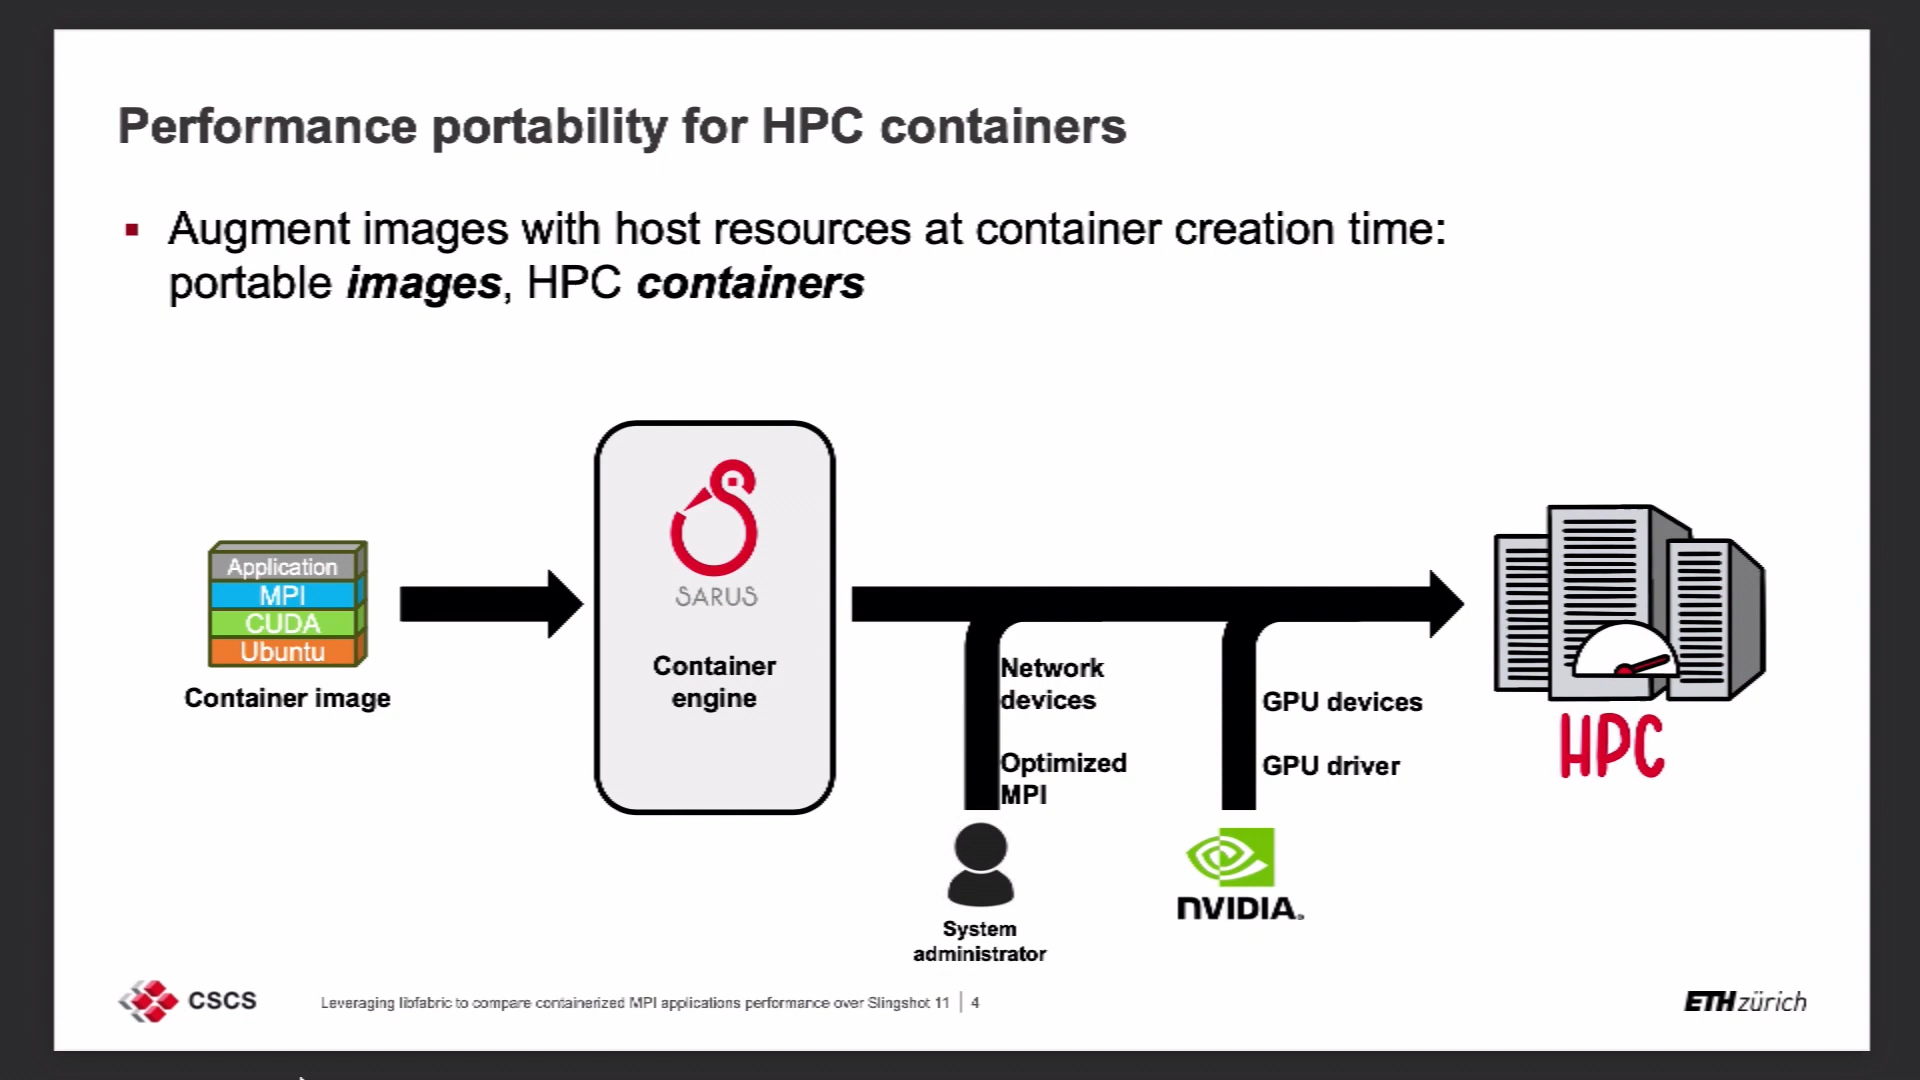 Performance portability for HPC containers
Augment images with host resources at container creation time:
portable images, HPC containers
Application
MPI
CUDA
Ubuntu
Container image
SARUS
Container
engine
Network
devices
Optimized
MPI
System
administrator
GPU devices
GPU driver
NVIDIA.
HPC
CSCS
Leveraging libfabric to compare containerized MPI applications performance over Slingshot 11 | 4
ETH zürich